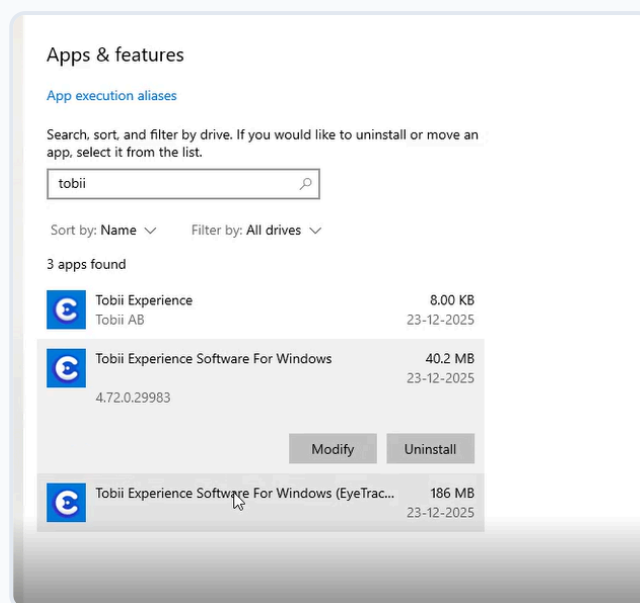 Apps & features
App execution aliases
Search, sort, and filter by drive. If you would like to uninstall or move an
app, select it from the list.
tobii
Sort by: Name Filter by: All drives
3 apps found
Tobii Experience 8.00 KB
Tobii AB 23-12-2025
Tobii Experience Software For Windows 40.2 MB
23-12-2025
4.72.0.29983
Modify Uninstall
Tobii Experience Software For Windows (EyeTrac... 186 MB
23-12-2025